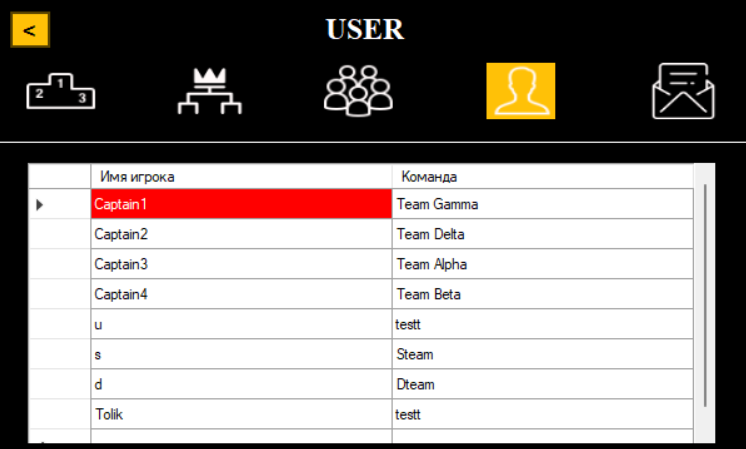 <
USER
2 1 3
Имя игрока Команда
Captain1 Team Gamma
Captain2 Team Delta
Captain3 Team Alpha
Captain4 Team Beta
u testt
s Steam
d Dteam
Tolik testt